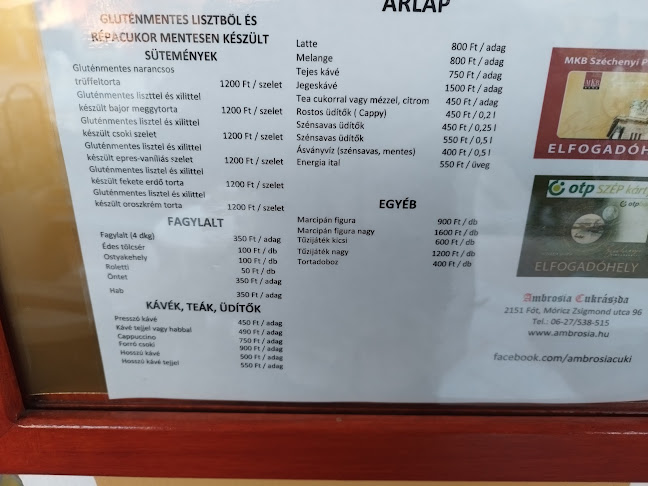 ÁRLAP
GLUTÉNMENTES LISZTBŐL ÉS
RÉPACUKOR MENTESEN KÉSZÜLT
SÜTEMÉNYEK
Gluténmentes narancsos
trüffeltorta 1200 Ft / szelet
Gluténmentes liszttel és xilittel
készült bajor meggytorta 1200 Ft / szelet
Gluténmentes lisztel és xilittel
készült csoki szelet 1200 Ft / szelet
Gluténmentes lisztel és xilittel
készült epres-vaníliás szelet 1200 Ft / szelet
Gluténmentes lisztel és xilittel
készült fekete erdő torta 1200 Ft / szelet
Gluténmentes lisztel és xilittel
készült oroszkrém torta 1200 Ft / szelet
FAGYLALT
Fagylalt (4 dkg) 350 Ft / adag
Édes tölcsér 100 Ft / db
Ostyakehely 100 Ft / db
Roletti 50 Ft / db
Öntet 350 Ft / adag
Hab 350 Ft / adag
KÁVÉK, TEÁK, ÜDÍTŐK
Presszó kávé 450 Ft / adag
Kávé tejjel vagy habbal 490 Ft / adag
Cappuccino 750 Ft / adag
Forró csoki 900 Ft / adag
Hosszú kávé 500 Ft / adag
Hosszú kávé tejjel 550 Ft / adag
Latte 800 Ft / adag
Melange 800 Ft / adag
Tejes kávé 750 Ft / adag
Jegeskávé 1500 Ft / adag
Tea cukorral vagy mézzel, citrom 450 Ft / adag
Rostos üdítők ( Cappy) 450 Ft / 0,2 l
Szénsavas üdítők 450 Ft / 0,25 l
Szénsavas üdítők 550 Ft / 0,5 l
Ásványvíz (szénsavas, mentes) 400 Ft / 0,5 l
Energia ital 550 Ft / üveg
EGYÉB
Marcipán figura 900 Ft / db
Marcipán figura nagy 1600 Ft / db
Tűzijáték kicsi 600 Ft / db
Tűzijáték nagy 1200 Ft / db
Tortadoboz 400 Ft / db
MKB Széchenyi P
MKB
ELFOGADÓH
otp SZÉP kárt
otp
ELFOGADÓHELY
Ambrosia Cukrászda
2151 Fót, Móricz Zsigmond utca 96
Tel.: 06-27/538-515
www.ambrosia.hu
facebook.com/ambrosiacuki